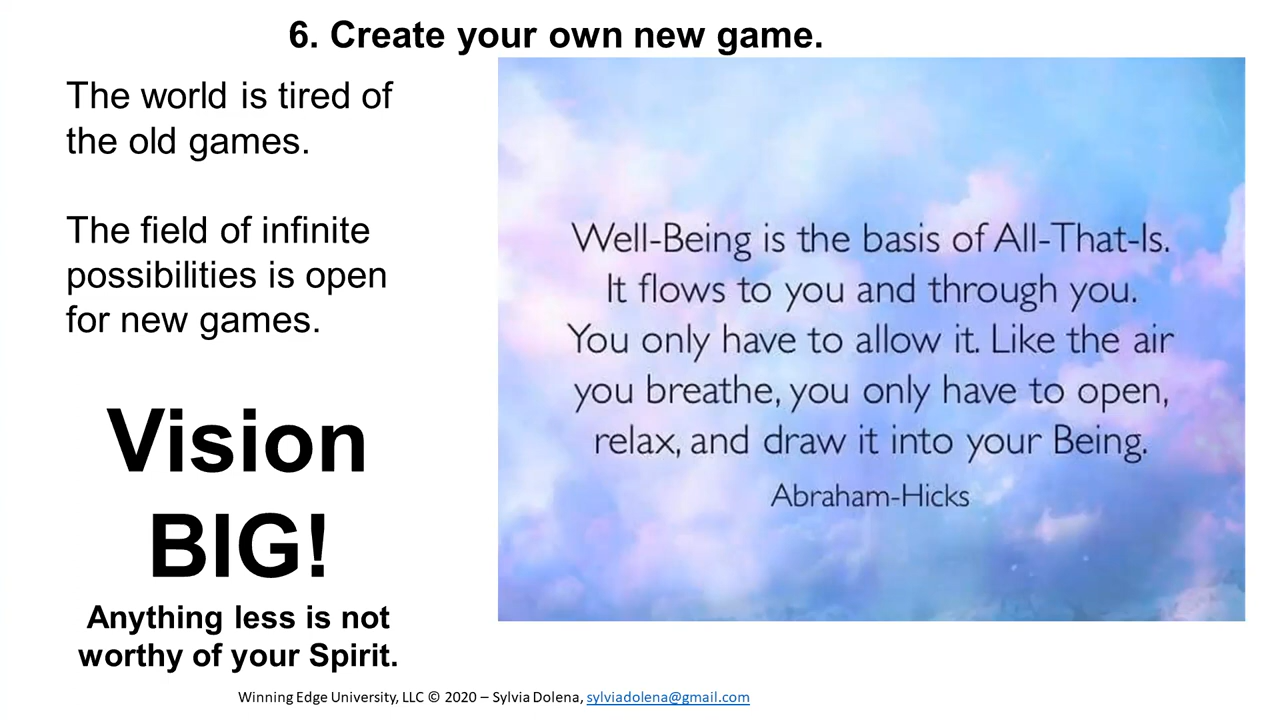 6. Create your own new game.
The world is tired of
the old games.
The field of infinite
possibilities is open
for new games.
Vision
BIG!
Anything less is not
worthy of your Spirit.
Well-Being is the basis of All-That-Is.
It flows to you and through you.
You only have to allow it. Like the air
you breathe, you only have to open,
relax, and draw it into your Being.
Abraham-Hicks
Winning Edge University, LLC © 2020 – Sylvia Dolena, sylviadolena@gmail.com